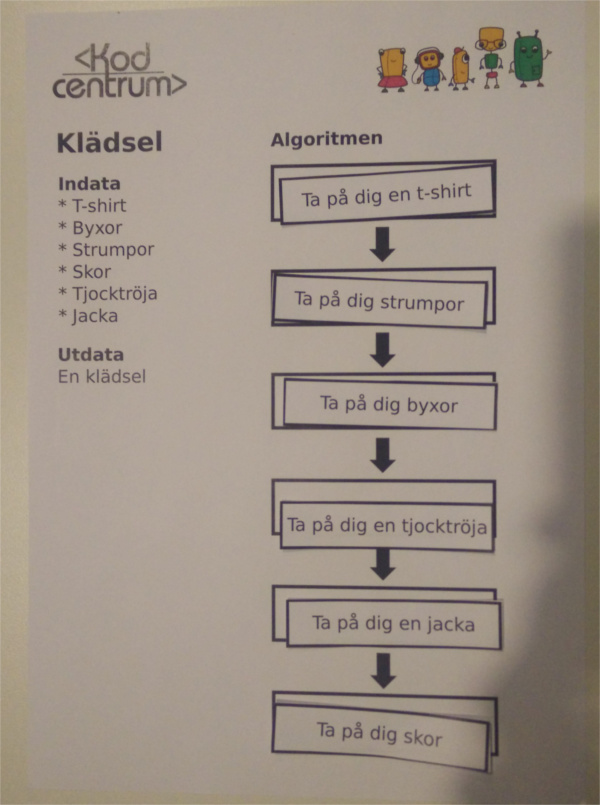 <Kod
centrum>
Klädsel
Indata
* T-shirt
* Byxor
* Strumpor
* Skor
* Tjocktröja
* Jacka
Utdata
En klädsel
Algoritmen
Ta på dig en t-shirt
Ta på dig strumpor
Ta på dig byxor
Ta på dig en tjocktröja
Ta på dig en jacka
Ta på dig skor